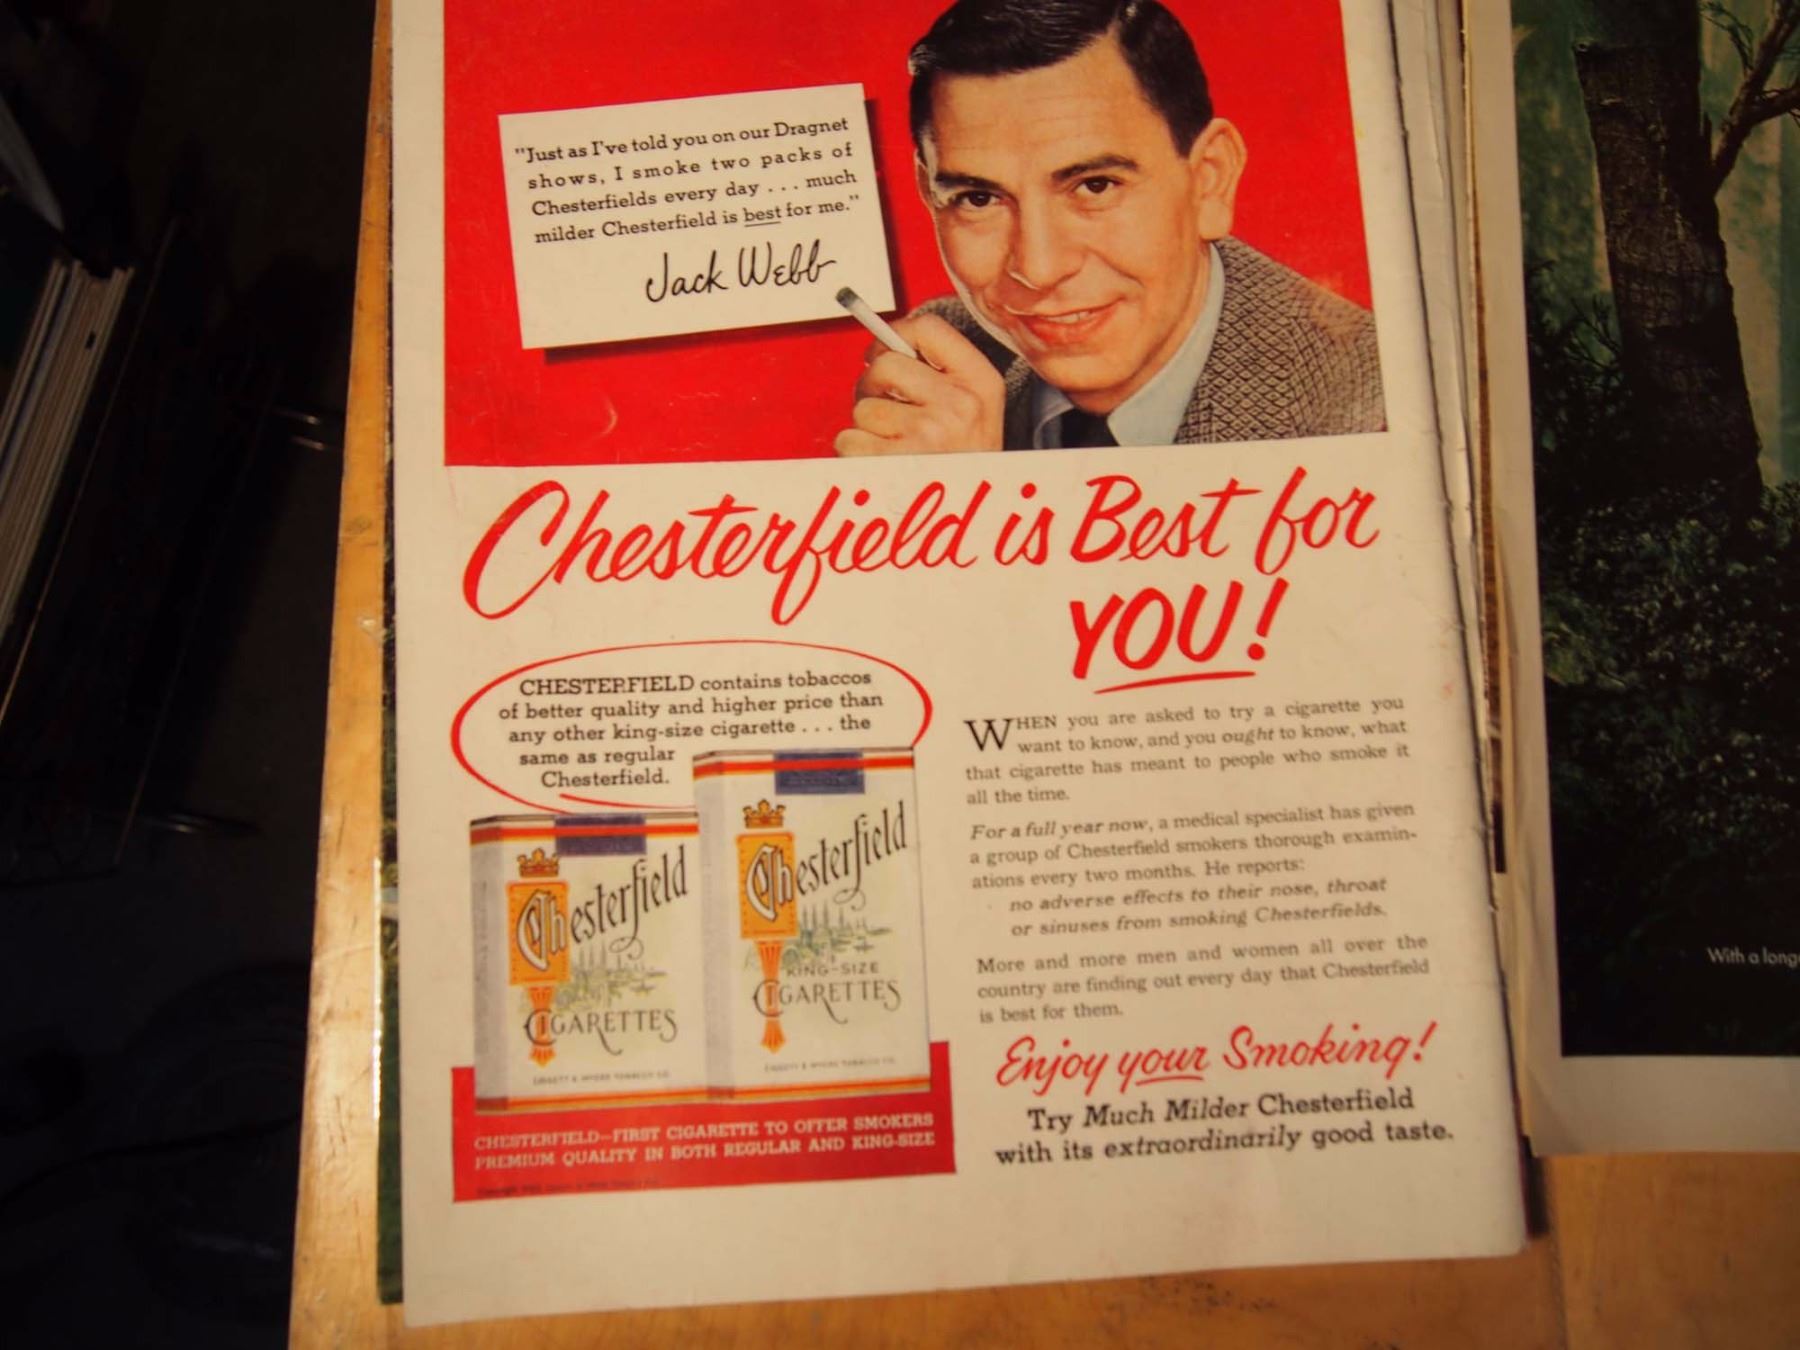 "Just as I've told you on our Dragnet
shows, I smoke two packs of
Chesterfields every day . . . much
milder Chesterfield is best for me."
Jack Webb
Chesterfield is Best for
YOU!
CHESTERFIELD contains tobaccos
of better quality and higher price than
any other king-size cigarette . . . the
same as regular
Chesterfield.
Chesterfield
CIGARETTES
LIGGETT & MYERS TOBACCO CO.
Chesterfield
KING-SIZE
CIGARETTES
LIGGETT & MYERS TOBACCO CO.
CHESTERFIELD—FIRST CIGARETTE TO OFFER SMOKERS
PREMIUM QUALITY IN BOTH REGULAR AND KING-SIZE
WHEN you are asked to try a cigarette you
want to know, and you ought to know, what
that cigarette has meant to people who smoke it
all the time.
For a full year now, a medical specialist has given
a group of Chesterfield smokers thorough examin-
ations every two months. He reports:
no adverse effects to their nose, throat
or sinuses from smoking Chesterfields.
More and more men and women all over the
country are finding out every day that Chesterfield
is best for them.
Enjoy your Smoking!
Try Much Milder Chesterfield
with its extraordinarily good taste.
With a long